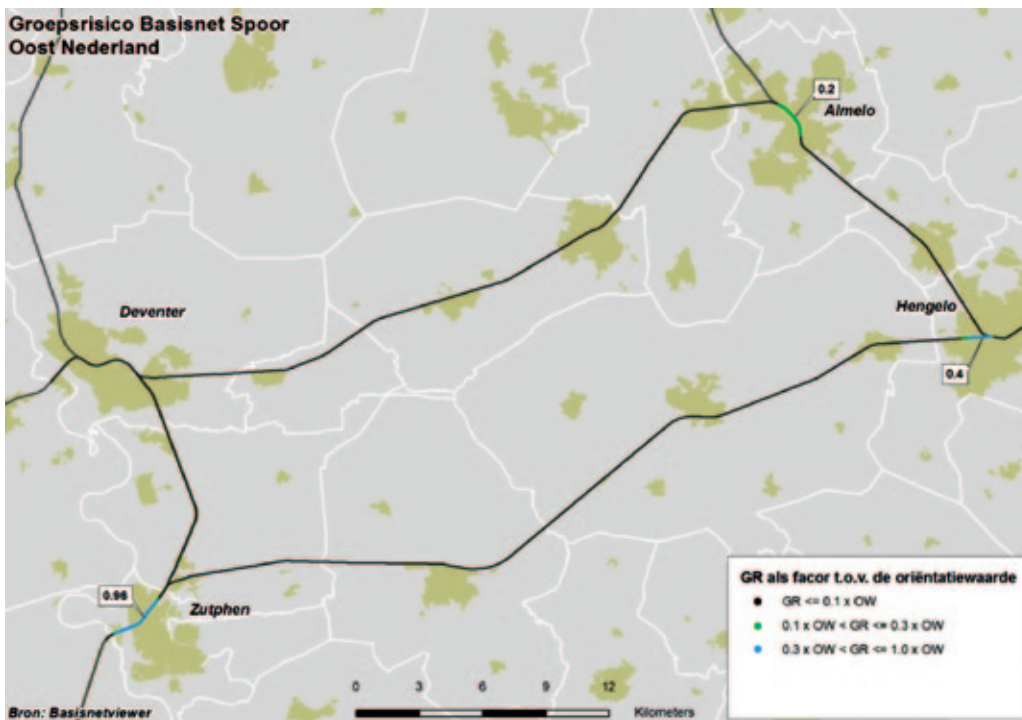 Groepsrisico Basisnet Spoor
Oost Nederland
0.2
Almelo
Deventer
Hengelo
0.4
0.96
Zutphen
GR als factor t.o.v. de oriëntatiewaarde
GR <= 0.1 x OW
0.1 x OW < GR <= 0.3 x OW
0.3 x OW < GR <= 1.0 x OW
0 3 6 9 12
Kilometers
Bron: Basisnetviewer